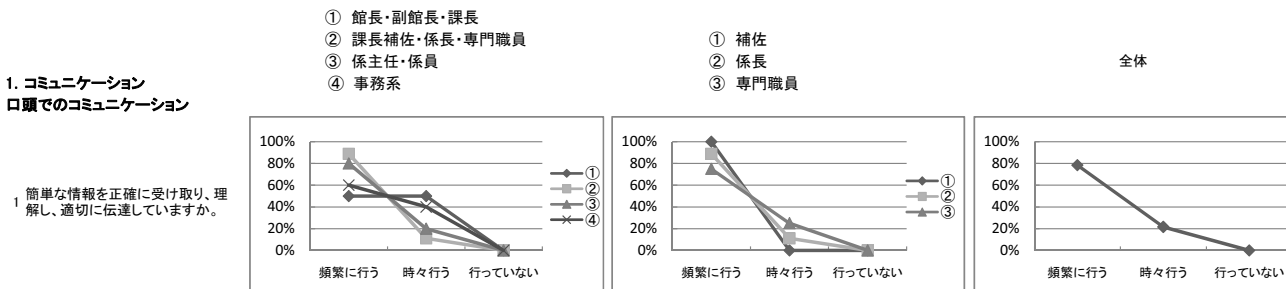 ① 館長・副館長・課長
② 課長補佐・係長・専門職員
③ 係主任・係員
④ 事務系
① 補佐
② 係長
③ 専門職員
全体
1. コミュニケーション
口頭でのコミュニケーション
1 簡単な情報を正確に受け取り、理
解し、適切に伝達していますか。
100%
80%
60%
40%
20%
0%
頻繁に行う 時々行う 行っていない
①
②
③
④
100%
80%
60%
40%
20%
0%
頻繁に行う 時々行う 行っていない
①
②
③
100%
80%
60%
40%
20%
0%
頻繁に行う 時々行う 行っていない